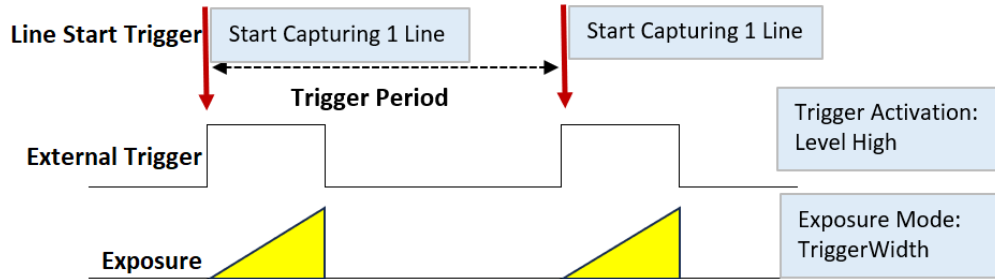 Line Start Trigger
Start Capturing 1 Line
Start Capturing 1 Line
Trigger Period
External Trigger
Trigger Activation:
Level High
Exposure
Exposure Mode:
TriggerWidth